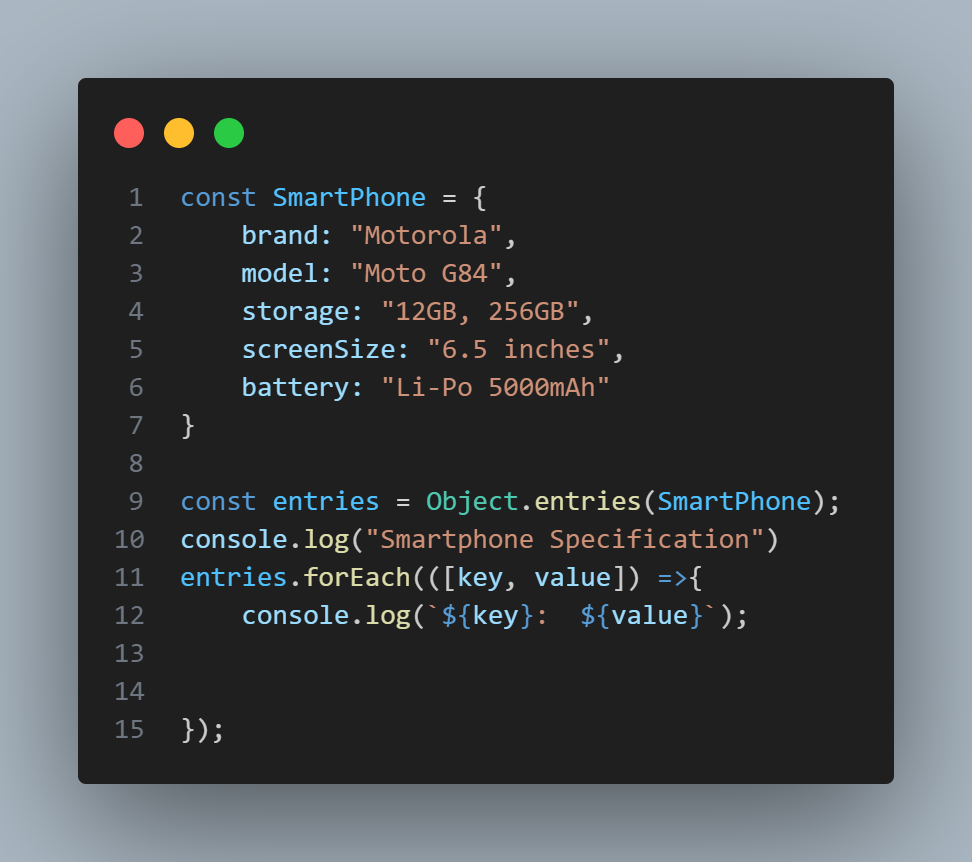 1 const SmartPhone = {
2     brand: "Motorola",
3     model: "Moto G84",
4     storage: "12GB, 256GB",
5     screenSize: "6.5 inches",
6     battery: "Li-Po 5000mAh"
7 }
8
9 const entries = Object.entries(SmartPhone);
10 console.log("Smartphone Specification")
11 entries.forEach(([key, value]) =>{
12     console.log(`${key}:  ${value}`);
13
14
15 });